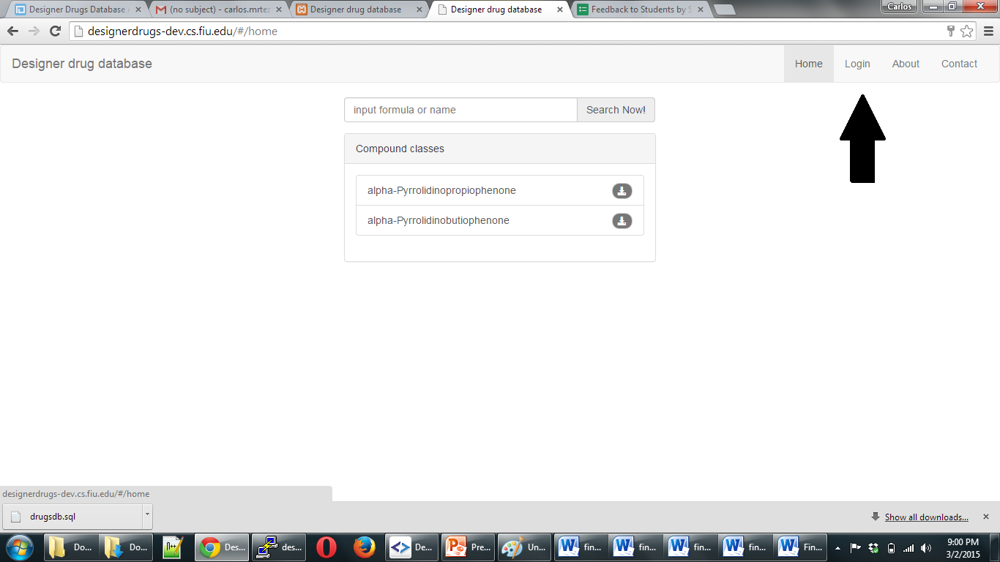 Designer Drugs Database
(no subject) - carlos.mrtez
Designer drug database
Designer drug database
Feedback to Students by S
Carlos
designerdrugs-dev.cs.fiu.edu/#/home
Designer drug database
Home
Login
About
Contact
input formula or name
Search Now!
Compound classes
alpha-Pyrrolidinopropiophenone
alpha-Pyrrolidinobutiophenone
designerdrugs-dev.cs.fiu.edu/#/home
drugsdb.sql
Show all downloads...
Do...
Do...
Des...
des...
De...
Pre...
Un...
fin...
fin...
fin...
fin...
Fin...
9:00 PM
3/2/2015